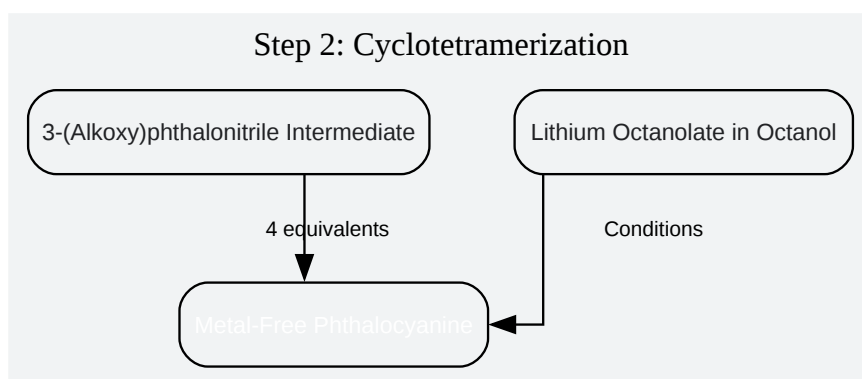 Step 2: Cyclotetramerization
3-(Alkoxy)phthalonitrile Intermediate
Lithium Octanolate in Octanol
4 equivalents
Conditions
Metal-Free Phthalocyanine